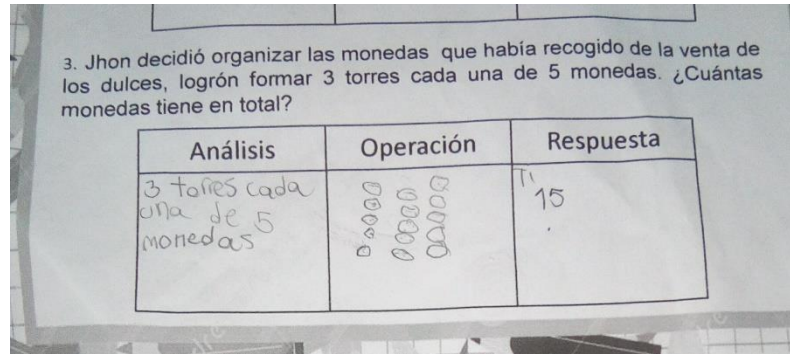 3. Jhon decidió organizar las monedas que había recogido de la venta de
los dulces, logrón formar 3 torres cada una de 5 monedas. ¿Cuántas
monedas tiene en total?
Análisis
Operación
Respuesta
3 torres cada
una de 5
monedas
Ti
15